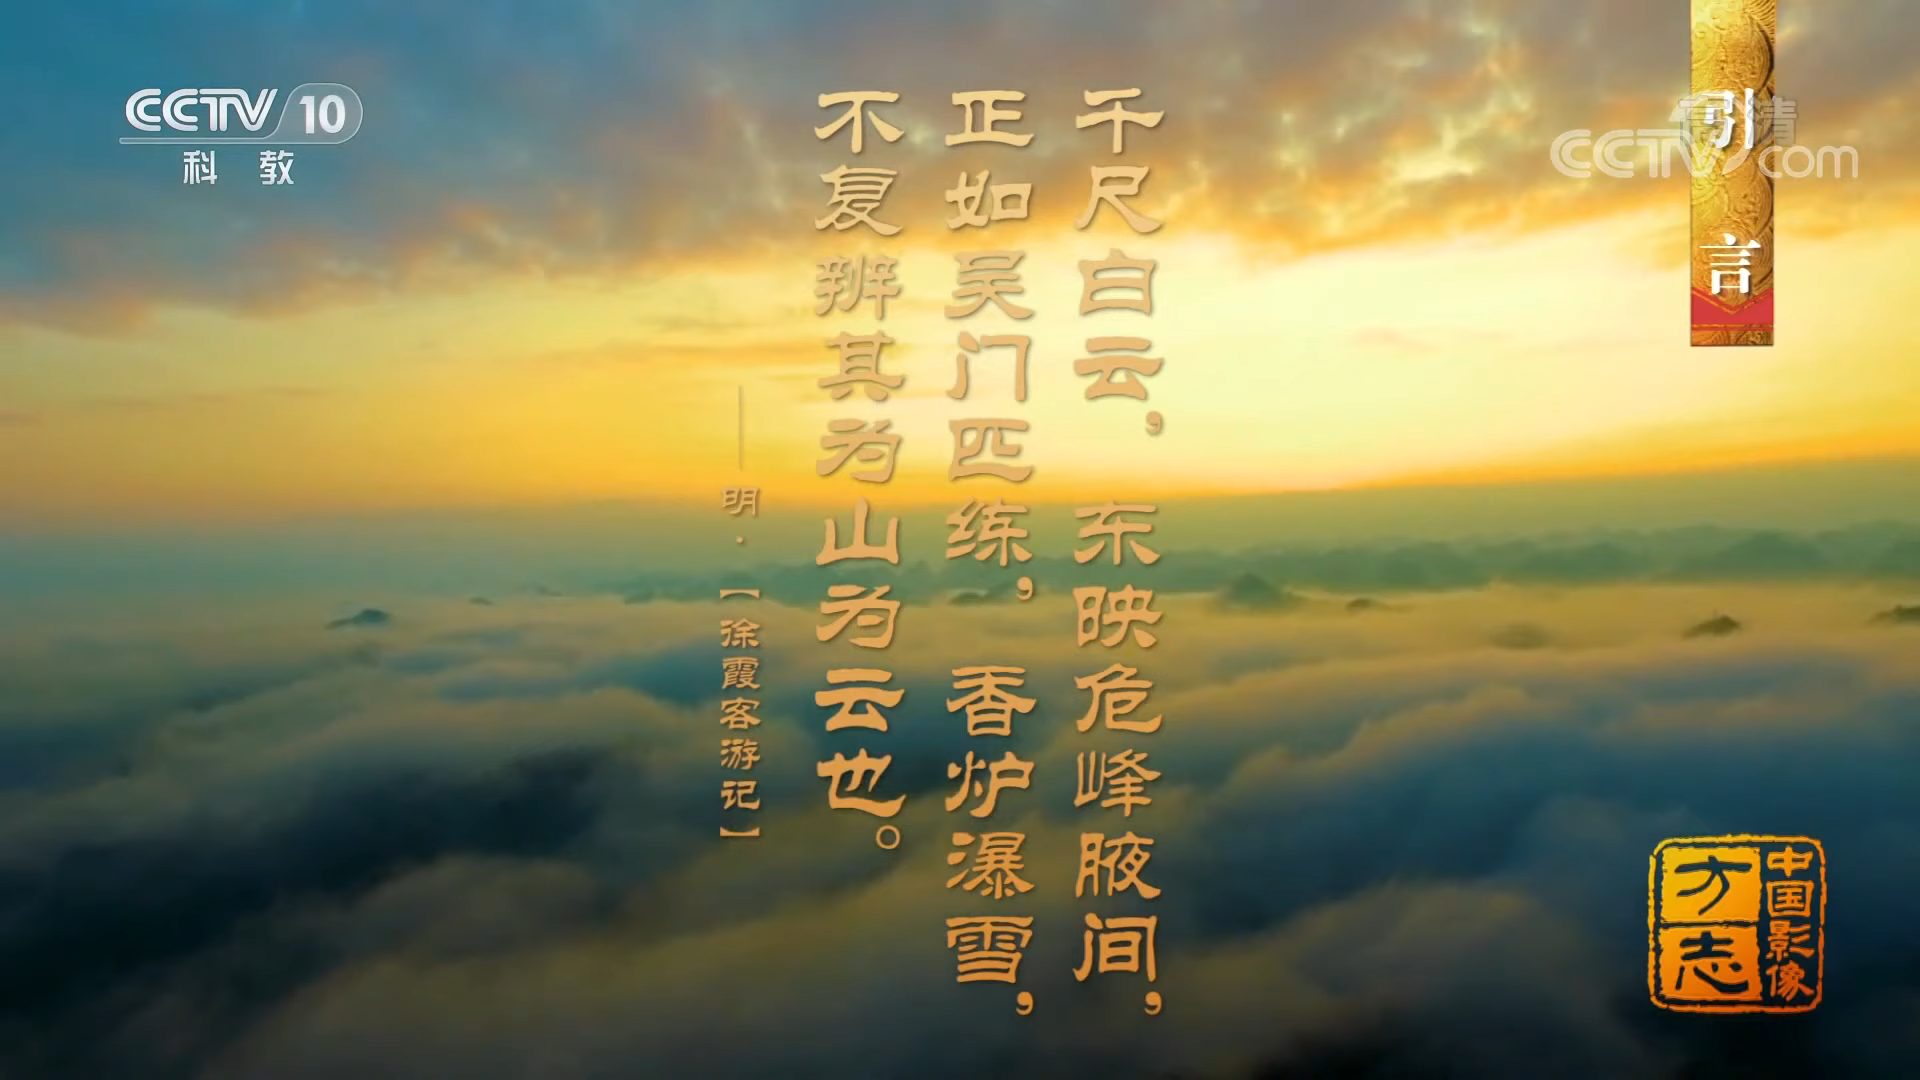 CCTV 10
科教
千尺白云，东映危峰腋间，
正如吴门匹练，香炉瀑雪，
不复辨其为山为云也。
——明·【徐霞客游记】
引言
高清
CCTV.com
中国影像
方志